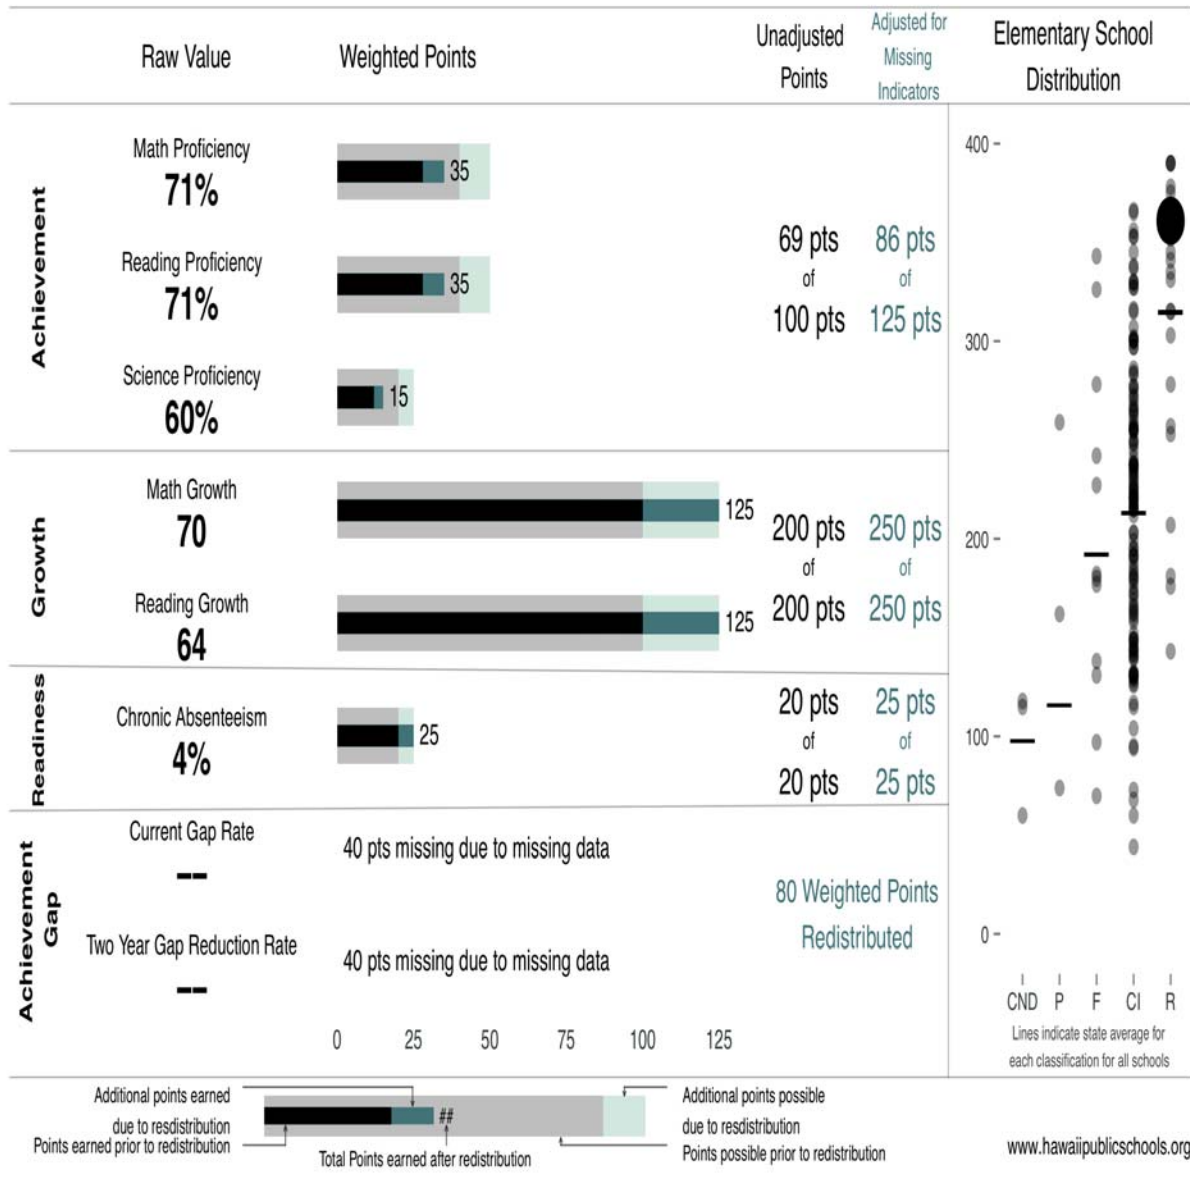 Raw Value
Weighted Points
Unadjusted
Points
Adjusted for
Missing
Indicators
Elementary School
Distribution
Achievement
Math Proficiency
71%
35
Reading Proficiency
71%
35
Science Proficiency
60%
15
69 pts
of
100 pts
86 pts
of
125 pts
Growth
Math Growth
70
125
Reading Growth
64
125
200 pts
of
200 pts
250 pts
of
250 pts
Readiness
Chronic Absenteeism
4%
25
20 pts
of
20 pts
25 pts
of
25 pts
Achievement
Gap
Current Gap Rate
--
40 pts missing due to missing data
Two Year Gap Reduction Rate
--
40 pts missing due to missing data
80 Weighted Points
Redistributed
0 25 50 75 100 125
400
300
200
100
0
CND P F CI R
Lines indicate state average for
each classification for all schools
Additional points earned
due to resdistribution
Points earned prior to redistribution
##
Total Points earned after redistribution
Additional points possible
due to resdistribution
Points possible prior to redistribution
www.hawaiipublicschools.org